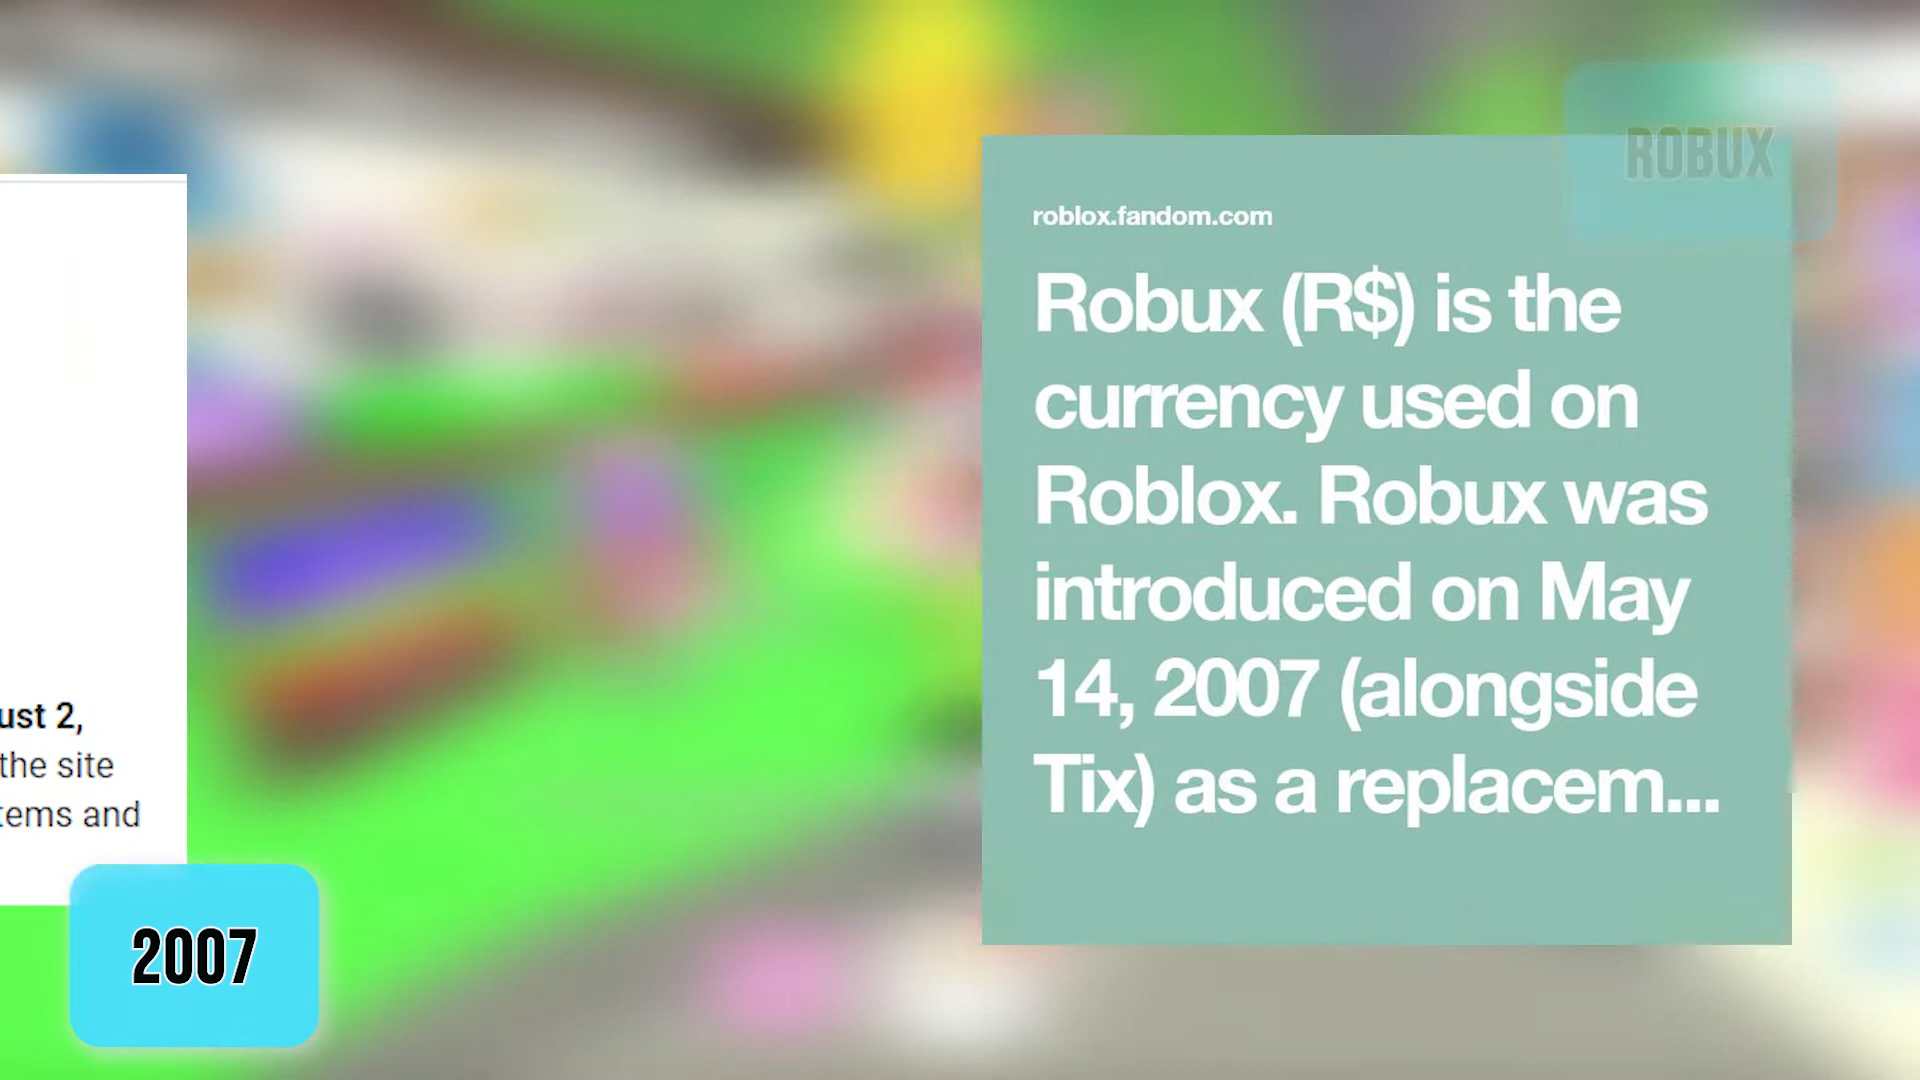 ROBUX
roblox.fandom.com
Robux (R$) is the
currency used on
Roblox. Robux was
introduced on May
14, 2007 (alongside
Tix) as a replacem...
ust 2,
the site
tems and
2007